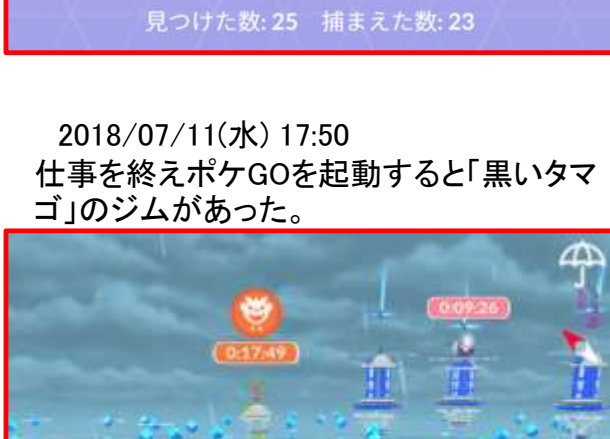 見つけた数: 25 捕まえた数: 23
2018/07/11(水) 17:50
仕事を終えポケGOを起動すると「黒いタマ
ゴ」のジムがあった。
0:09:26
0:17:49